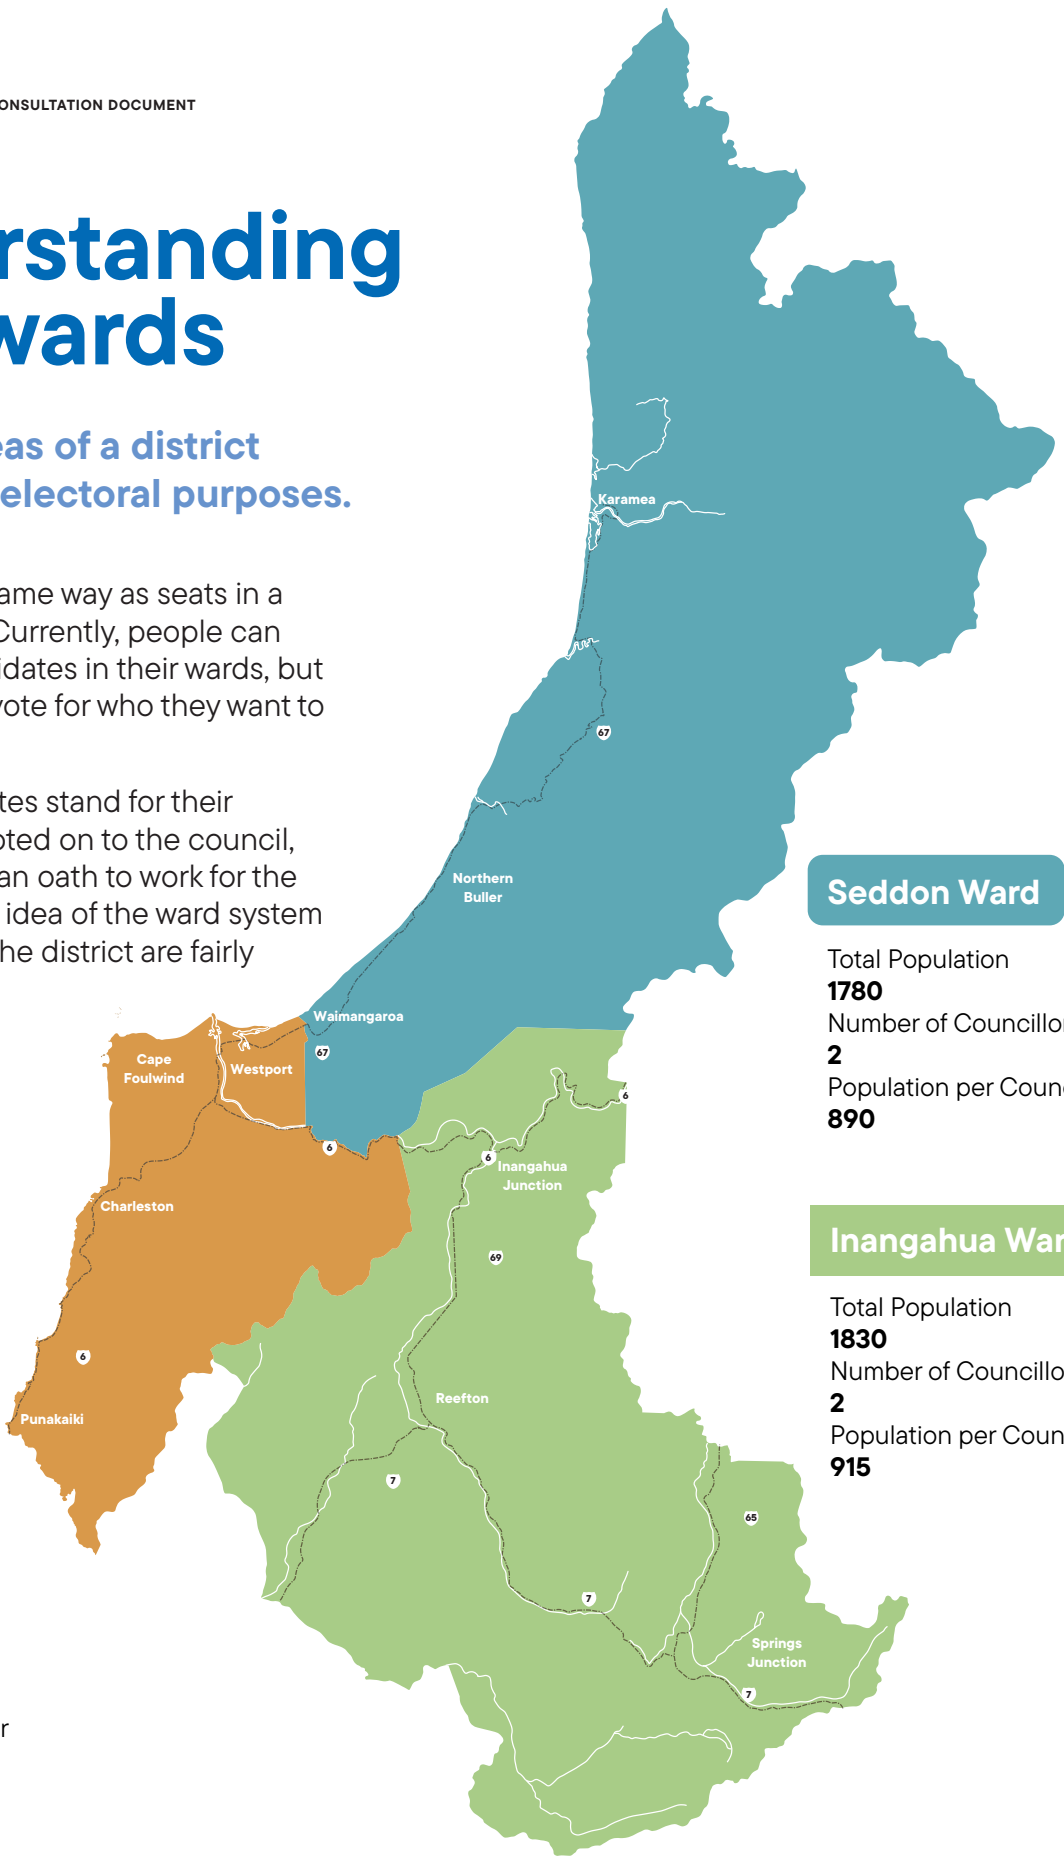 ONSULTATION DOCUMENT
rstanding
wards
eas of a district
electoral purposes.
ame way as seats in a
Currently, people can
idates in their wards, but
vote for who they want to
tes stand for their
oted on to the council,
an oath to work for the
idea of the ward system
he district are fairly
Karamea
67
Northern
Buller
Waimangaroa
67
Cape
Foulwind
Westport
6
6
6
Inangahua
Junction
Charleston
69
6
Punakaiki
Reefton
7
65
7
Springs
Junction
7
Seddon Ward
Total Population
1780
Number of Councillo
2
Population per Coun
890
Inangahua War
Total Population
1830
Number of Councillo
2
Population per Coun
915
r